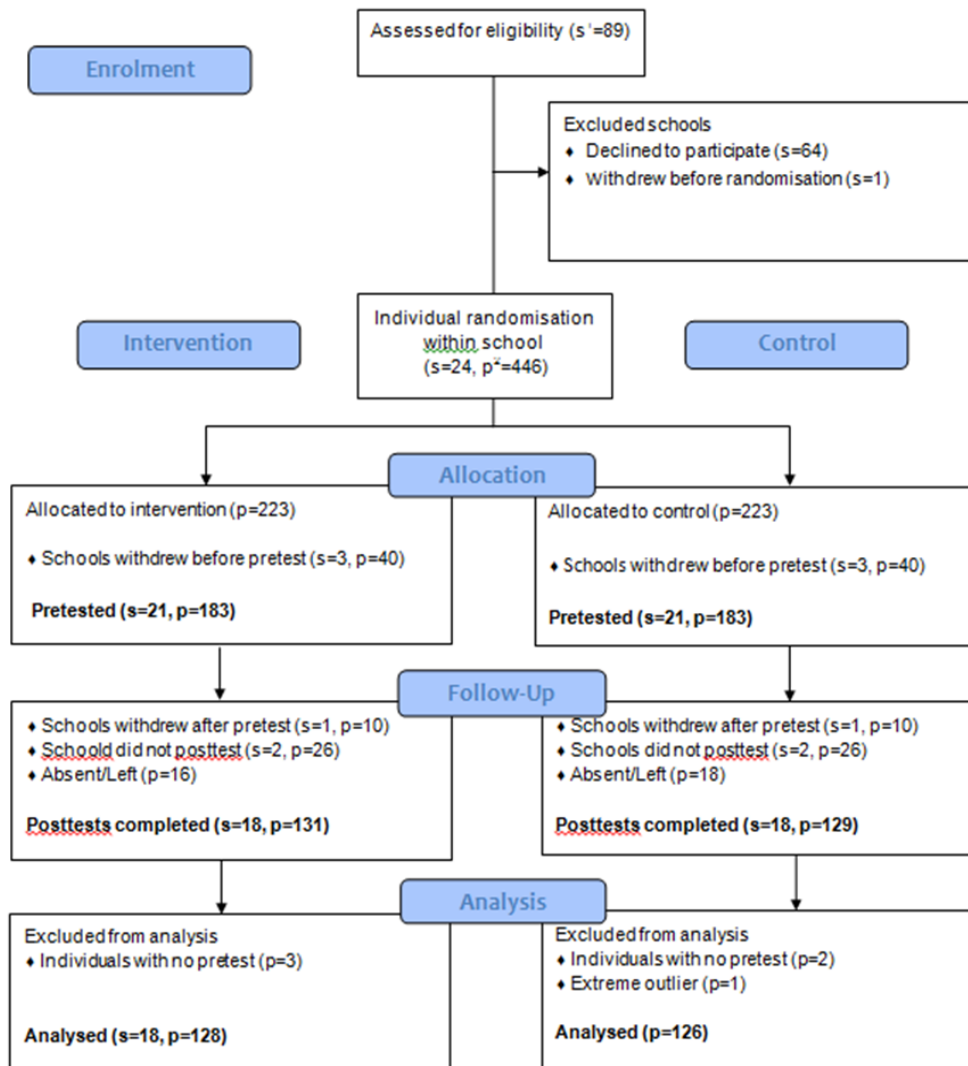 Assessed for eligibility (s¹=89)
Enrolment
Excluded schools
♦ Declined to participate (s=64)
♦ Withdrew before randomisation (s=1)
Individual randomisation
within school
(s=24, p²=446)
Intervention
Control
Allocation
Allocated to intervention (p=223)
♦ Schools withdrew before pretest (s=3, p=40)
Pretested (s=21, p=183)
Allocated to control (p=223)
♦ Schools withdrew before pretest (s=3, p=40)
Pretested (s=21, p=183)
Follow-Up
♦ Schools withdrew after pretest (s=1, p=10)
♦ Schoold did not posttest (s=2, p=26)
♦ Absent/Left (p=16)
Posttests completed (s=18, p=131)
♦ Schools withdrew after pretest (s=1, p=10)
♦ Schools did not posttest (s=2, p=26)
♦ Absent/Left (p=18)
Posttests completed (s=18, p=129)
Analysis
Excluded from analysis
♦ Individuals with no pretest (p=3)
Analysed (s=18, p=128)
Excluded from analysis
♦ Individuals with no pretest (p=2)
♦ Extreme outlier (p=1)
Analysed (p=126)